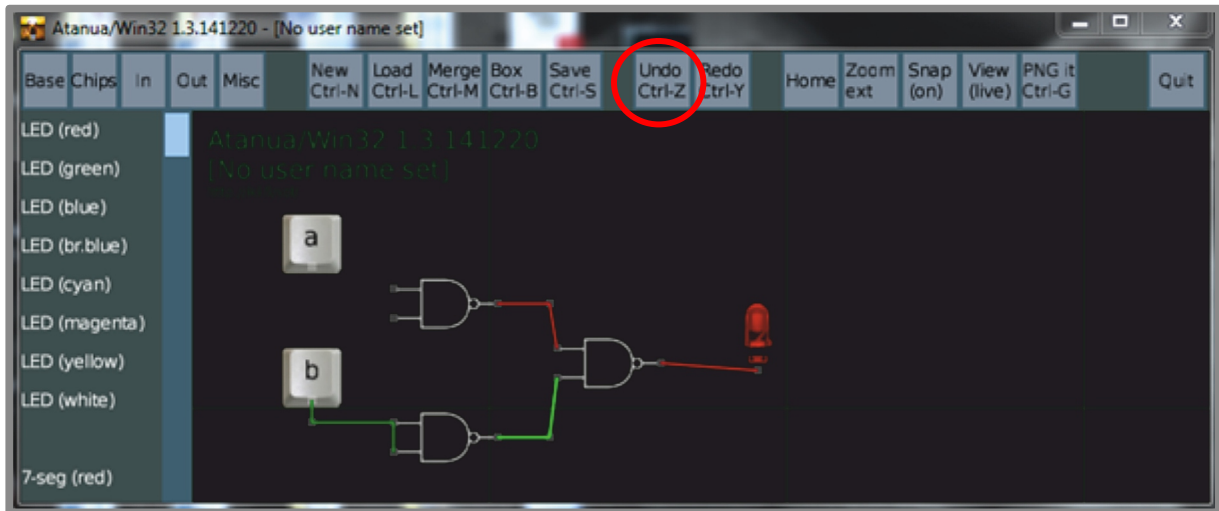 Atanua/Win32 1.3.141220 - [No user name set]
Base Chips In Out Misc New Ctrl-N Load Ctrl-L Merge Ctrl-M Box Ctrl-B Save Ctrl-S Undo Ctrl-Z Redo Ctrl-Y Home Zoom ext Snap (on) View (live) PNG it Ctrl-G Quit
LED (red)
Atanua/Win32 1.3.141220
LED (green)
[No user name set]
LED (blue)
a
LED (br.blue)
LED (cyan)
LED (magenta)
LED (yellow)
b
LED (white)
7-seg (red)